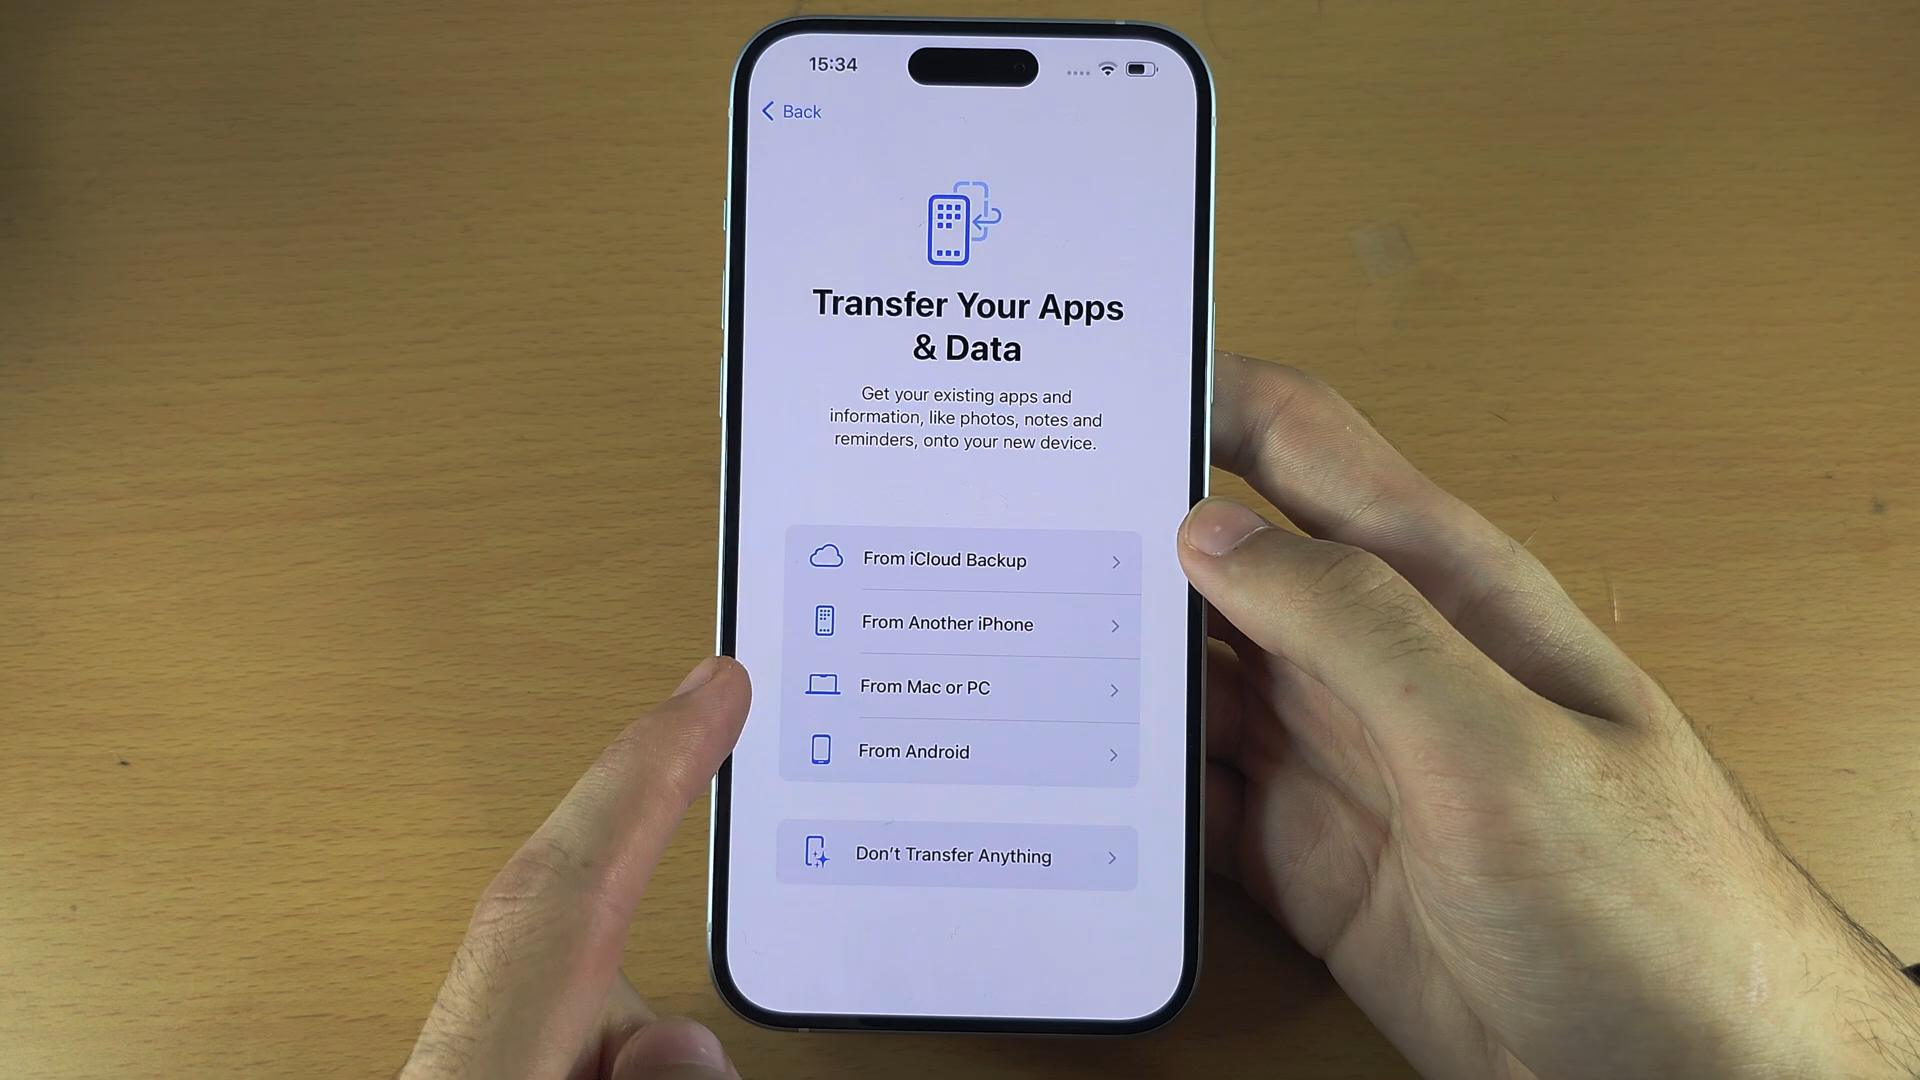 15:34
Back
Transfer Your Apps
& Data
Get your existing apps and
information, like photos, notes and
reminders, onto your new device.
From iCloud Backup
From Another iPhone
From Mac or PC
From Android
Don’t Transfer Anything